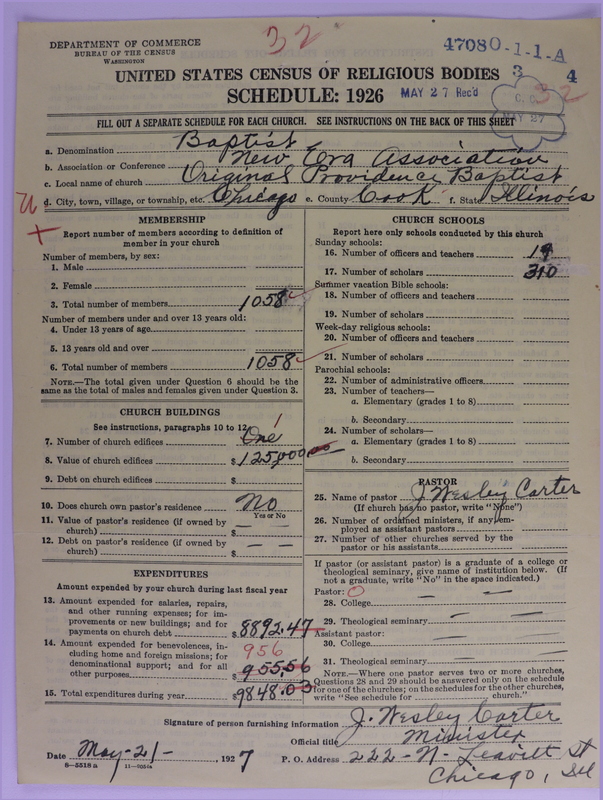 DEPARTMENT OF COMMERCE
BUREAU OF THE CENSUS
WASHINGTON
32
47080-1-1-A
3 4
UNITED STATES CENSUS OF RELIGIOUS BODIES
SCHEDULE: 1926
MAY 27 Rec'd
C.O.
32
MAY 27
FILL OUT A SEPARATE SCHEDULE FOR EACH CHURCH. SEE INSTRUCTIONS ON THE BACK OF THIS SHEET
a. Denomination Baptist
b. Association or Conference New Era Association
c. Local name of church Original Providence Baptist
d. City, town, village, or township, etc. Chicago e. County Cook f. State Illinois
MEMBERSHIP
Report number of members according to definition of
member in your church
Number of members, by sex:
1. Male
2. Female
3. Total number of members 1058
Number of members under and over 13 years old:
4. Under 13 years of age
5. 13 years old and over
6. Total number of members 1058
NOTE.—The total given under Question 6 should be the
same as the total of males and females given under Question 3.
CHURCH BUILDINGS
See instructions, paragraphs 10 to 12
7. Number of church edifices One 1
8. Value of church edifices $125,000.00
9. Debt on church edifices $
10. Does church own pastor's residence No
Yes or No
11. Value of pastor's residence (if owned by
church) $ — —
12. Debt on pastor's residence (if owned by
church) $ — —
EXPENDITURES
Amount expended by your church during last fiscal year
13. Amount expended for salaries, repairs,
and other running expenses; for im-
provements or new buildings; and for
payments on church debt $8892.47
14. Amount expended for benevolences, in-
cluding home and foreign missions; for
denominational support; and for all
other purposes $955.56
956
15. Total expenditures during year $9848.03
CHURCH SCHOOLS
Report here only schools conducted by this church
Sunday schools:
16. Number of officers and teachers 19
17. Number of scholars 310
Summer vacation Bible schools:
18. Number of officers and teachers
19. Number of scholars
Week-day religious schools:
20. Number of officers and teachers
21. Number of scholars
Parochial schools:
22. Number of administrative officers
23. Number of teachers—
a. Elementary (grades 1 to 8)
b. Secondary
24. Number of scholars—
a. Elementary (grades 1 to 8)
b. Secondary
PASTOR
25. Name of pastor J Wesley Carter
(If church has no pastor, write "None")
26. Number of ordained ministers, if any, em-
ployed as assistant pastors
27. Number of other churches served by the
pastor or his assistants
If pastor (or assistant pastor) is a graduate of a college or
theological seminary, give name of institution below. (If
not a graduate, write "No" in the space indicated.)
Pastor: 0
28. College — —
29. Theological seminary — —
Assistant pastor:
30. College — —
31. Theological seminary — —
NOTE.—Where one pastor serves two or more churches,
Questions 28 and 29 should be answered only on the schedule
for one of the churches; on the schedules for the other churches,
write "See schedule for church."
Signature of person furnishing information J. Wesley Carter
Official title Minister
Date May-21-, 1927 P. O. Address 222-N-Leavitt St
6-5518 a 11-9054a Chicago, Ill